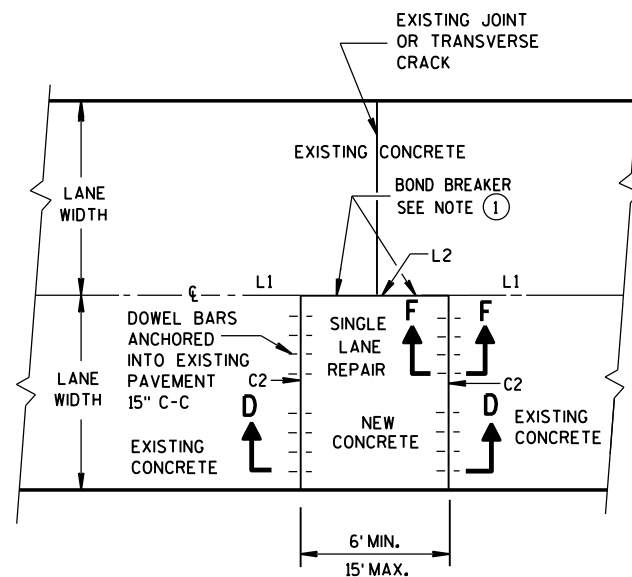 EXISTING JOINT
OR TRANSVERSE
CRACK
EXISTING CONCRETE
LANE
WIDTH
BOND BREAKER
SEE NOTE 1
L2
L1
L1
℄
DOWEL BARS
ANCHORED
INTO EXISTING
PAVEMENT
15" C-C
SINGLE
LANE
REPAIR
F
F
LANE
WIDTH
C2
C2
D
D
NEW
CONCRETE
EXISTING
CONCRETE
EXISTING
CONCRETE
6' MIN.
15' MAX.